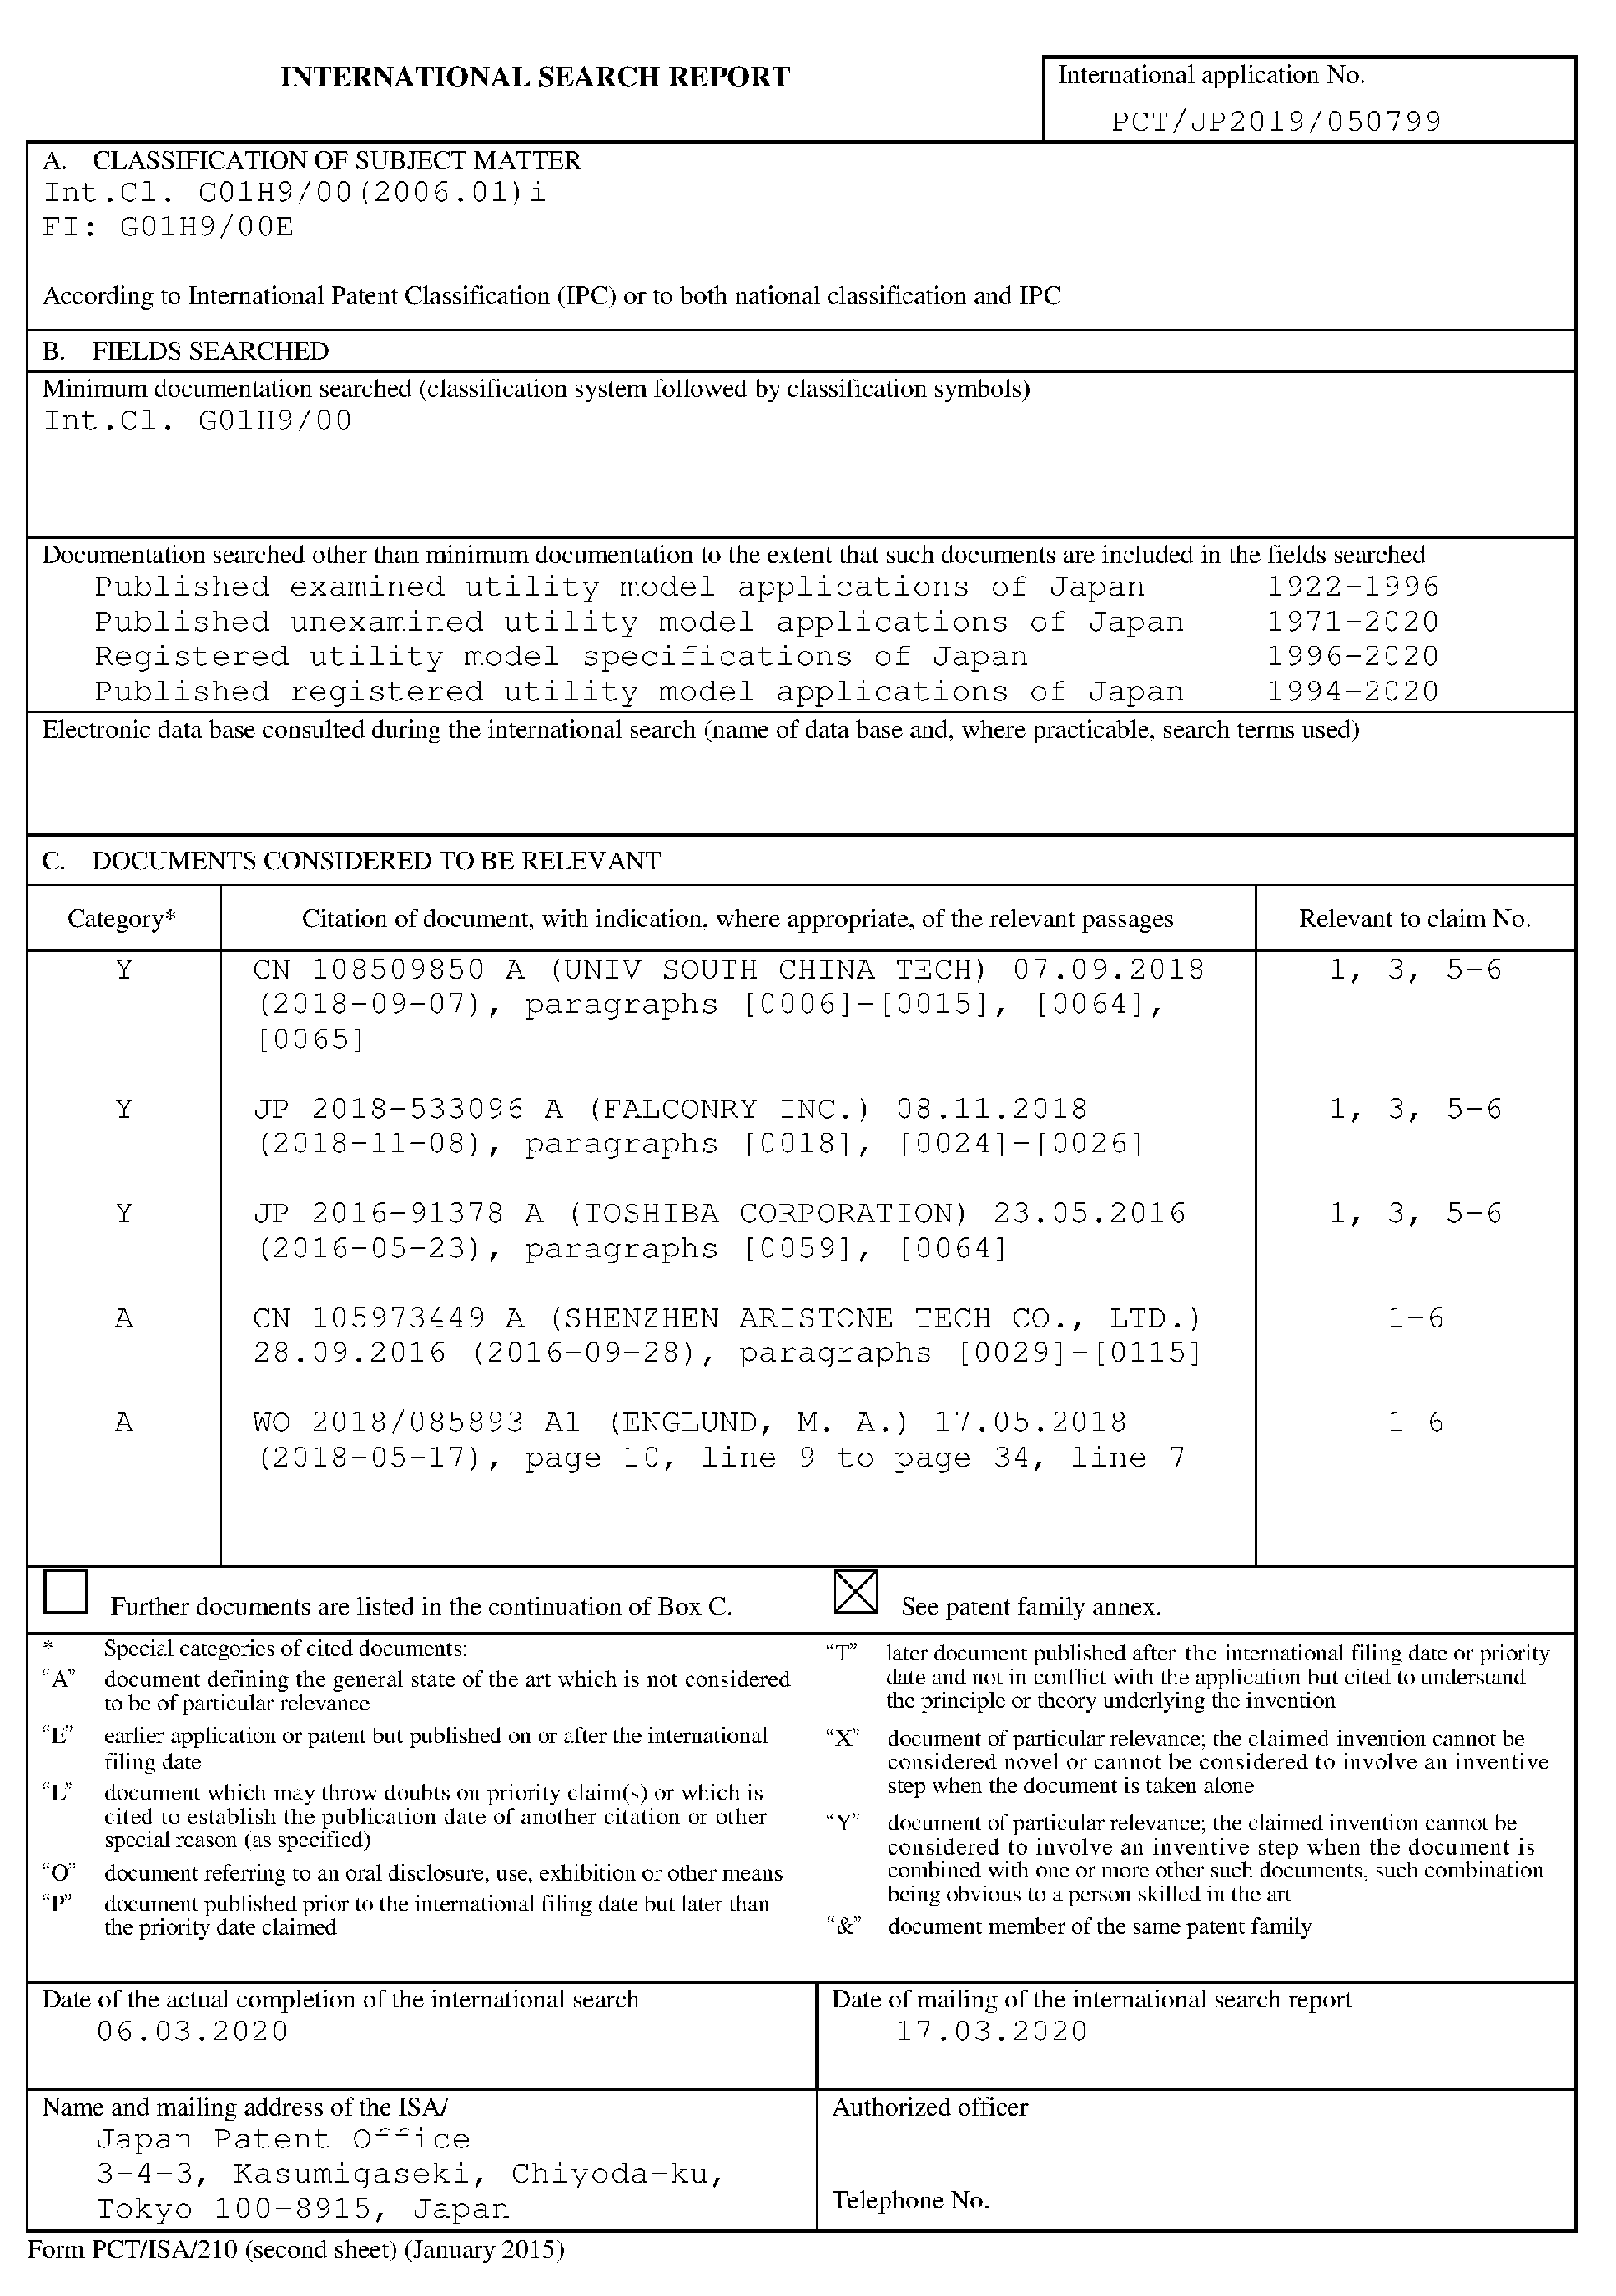 INTERNATIONAL SEARCH REPORT
International application No.
PCT/JP2019/050799
A. CLASSIFICATION OF SUBJECT MATTER
Int.Cl. G01H9/00(2006.01)i
FI: G01H9/00E
According to International Patent Classification (IPC) or to both national classification and IPC
B. FIELDS SEARCHED
Minimum documentation searched (classification system followed by classification symbols)
Int.Cl. G01H9/00
Documentation searched other than minimum documentation to the extent that such documents are included in the fields searched
Published examined utility model applications of Japan 1922-1996
Published unexamined utility model applications of Japan 1971-2020
Registered utility model specifications of Japan 1996-2020
Published registered utility model applications of Japan 1994-2020
Electronic data base consulted during the international search (name of data base and, where practicable, search terms used)
C. DOCUMENTS CONSIDERED TO BE RELEVANT
Category* Citation of document, with indication, where appropriate, of the relevant passages Relevant to claim No.
Y CN 108509850 A (UNIV SOUTH CHINA TECH) 07.09.2018 1, 3, 5-6
(2018-09-07), paragraphs [0006]-[0015], [0064],
[0065]
Y JP 2018-533096 A (FALCONRY INC.) 08.11.2018 1, 3, 5-6
(2018-11-08), paragraphs [0018], [0024]-[0026]
Y JP 2016-91378 A (TOSHIBA CORPORATION) 23.05.2016 1, 3, 5-6
(2016-05-23), paragraphs [0059], [0064]
A CN 105973449 A (SHENZHEN ARISTONE TECH CO., LTD.) 1-6
28.09.2016 (2016-09-28), paragraphs [0029]-[0115]
A WO 2018/085893 A1 (ENGLUND, M. A.) 17.05.2018 1-6
(2018-05-17), page 10, line 9 to page 34, line 7
Further documents are listed in the continuation of Box C.
See patent family annex.
* Special categories of cited documents:
“A” document defining the general state of the art which is not considered
to be of particular relevance
“E” earlier application or patent but published on or after the international
filing date
“L” document which may throw doubts on priority claim(s) or which is
cited to establish the publication date of another citation or other
special reason (as specified)
“O” document referring to an oral disclosure, use, exhibition or other means
“P” document published prior to the international filing date but later than
the priority date claimed
“T” later document published after the international filing date or priority
date and not in conflict with the application but cited to understand
the principle or theory underlying the invention
“X” document of particular relevance; the claimed invention cannot be
considered novel or cannot be considered to involve an inventive
step when the document is taken alone
“Y” document of particular relevance; the claimed invention cannot be
considered to involve an inventive step when the document is
combined with one or more other such documents, such combination
being obvious to a person skilled in the art
“&” document member of the same patent family
Date of the actual completion of the international search
06.03.2020
Date of mailing of the international search report
17.03.2020
Name and mailing address of the ISA/
Japan Patent Office
3-4-3, Kasumigaseki, Chiyoda-ku,
Tokyo 100-8915, Japan
Authorized officer
Telephone No.
Form PCT/ISA/210 (second sheet) (January 2015)